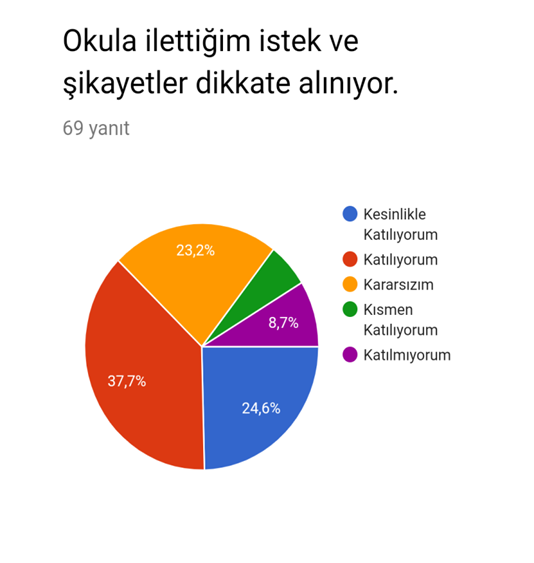 Okula ilettiğim istek ve
şikayetler dikkate alınıyor.
69 yanıt
Kesinlikle
Katılıyorum
Katılıyorum
Kararsızım
Kısmen
Katılıyorum
Katılmıyorum
23,2%
8,7%
37,7%
24,6%